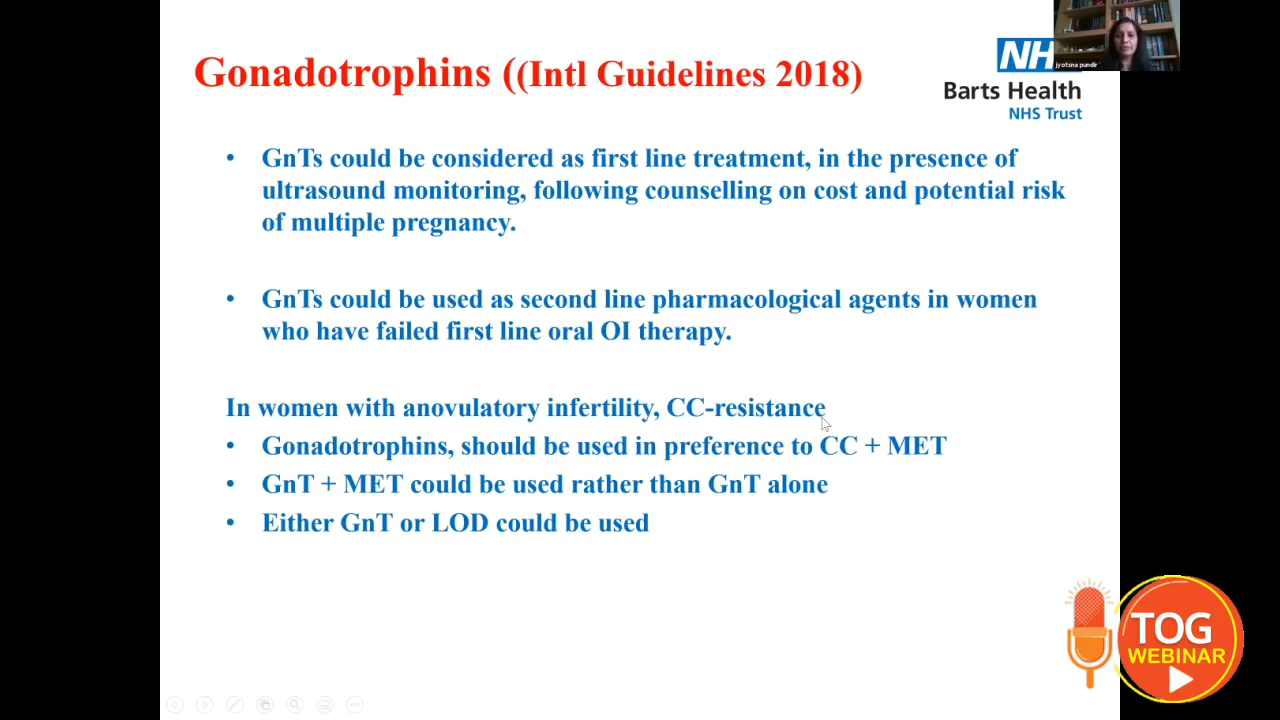 Gonadotrophins ((Intl Guidelines 2018)
NH
jyotsna pundir
Barts Health
NHS Trust
• GnTs could be considered as first line treatment, in the presence of
ultrasound monitoring, following counselling on cost and potential risk
of multiple pregnancy.
• GnTs could be used as second line pharmacological agents in women
who have failed first line oral OI therapy.
In women with anovulatory infertility, CC-resistance
• Gonadotrophins, should be used in preference to CC + MET
• GnT + MET could be used rather than GnT alone
• Either GnT or LOD could be used
TOG
WEBINAR